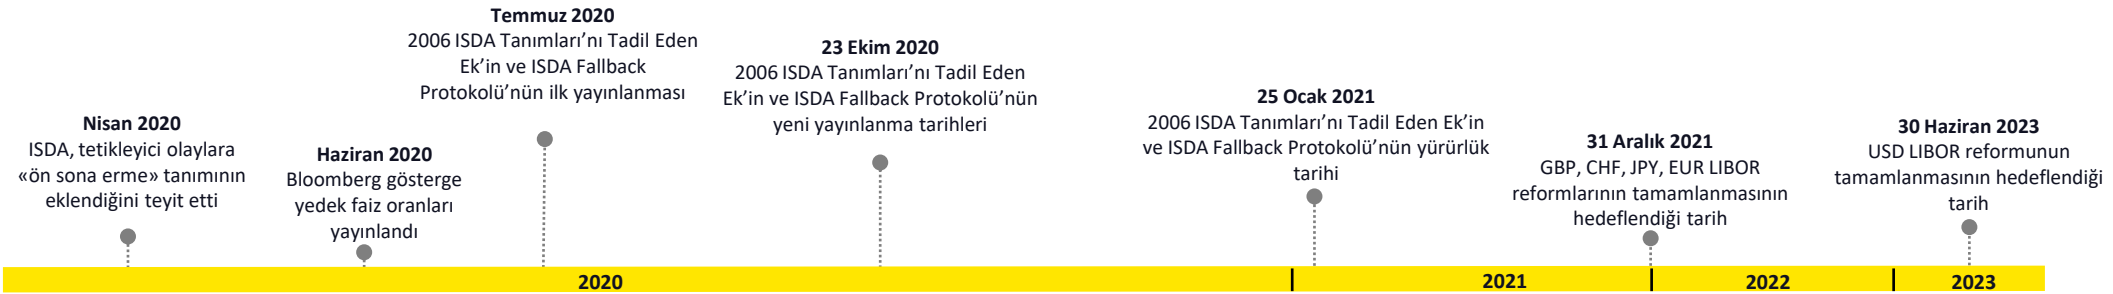 Nisan 2020
ISDA, tetikleyici olaylara
«ön sona erme» tanımının
eklendiğini teyit etti
Haziran 2020
Bloomberg gösterge
yedek faiz oranları
yayınlandı
Temmuz 2020
2006 ISDA Tanımları’nı Tadil Eden
Ek’in ve ISDA Fallback
Protokolü’nün ilk yayınlanması
23 Ekim 2020
2006 ISDA Tanımları’nı Tadil Eden
Ek’in ve ISDA Fallback Protokolü’nün
yeni yayınlanma tarihleri
25 Ocak 2021
2006 ISDA Tanımları’nı Tadil Eden Ek’in
ve ISDA Fallback Protokolü’nün yürürlük
tarihi
31 Aralık 2021
GBP, CHF, JPY, EUR LIBOR
reformlarının tamamlanmasının
hedeflendiği tarih
30 Haziran 2023
USD LIBOR reformunun
tamamlanmasının hedeflendiği
tarih
2020
2021
2022
2023